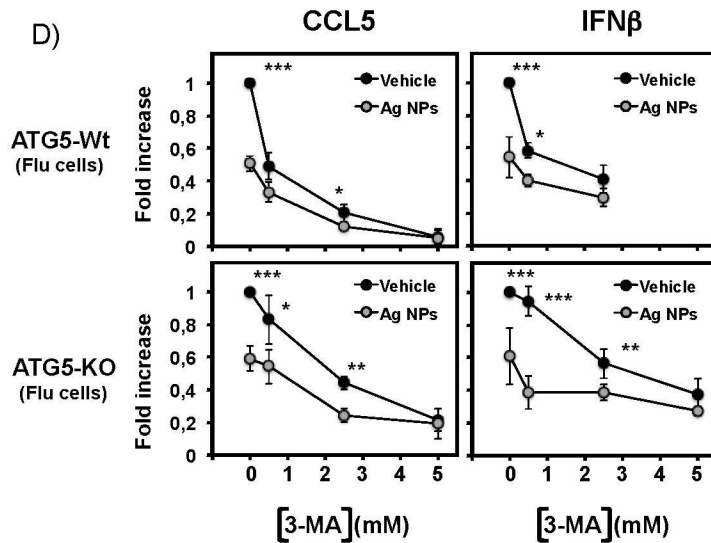 D)
CCL5
IFNβ
ATG5-Wt
(Flu cells)
Fold increase
1
0,8
0,6
0,4
0,2
0
***
*
Vehicle
Ag NPs
***
*
Vehicle
Ag NPs
ATG5-KO
(Flu cells)
Fold increase
1
0,8
0,6
0,4
0,2
0
***
*
**
Vehicle
Ag NPs
***
***
**
Vehicle
Ag NPs
0 1 2 3 4 5
0 1 2 3 4 5
[3-MA](mM)
[3-MA](mM)